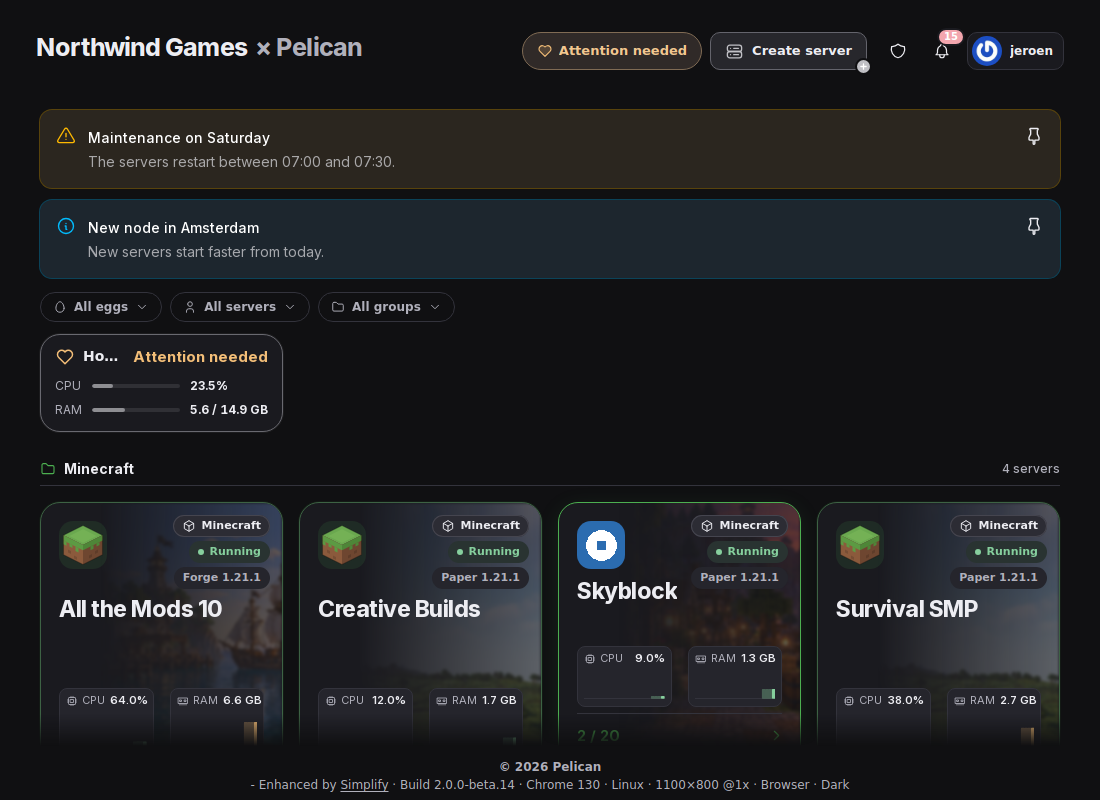 Northwind Games × Pelican
Attention needed
Create server
15
jeroen
Maintenance on Saturday
The servers restart between 07:00 and 07:30.
New node in Amsterdam
New servers start faster from today.
All eggs
All servers
All groups
Ho... Attention needed
CPU 23.5%
RAM 5.6 / 14.9 GB
Minecraft
4 servers
Minecraft
Running
Forge 1.21.1
All the Mods 10
CPU 64.0%
RAM 6.6 GB
Minecraft
Running
Paper 1.21.1
Creative Builds
CPU 12.0%
RAM 1.7 GB
Minecraft
Running
Paper 1.21.1
Skyblock
CPU 9.0%
RAM 1.3 GB
2 / 20
Minecraft
Running
Paper 1.21.1
Survival SMP
CPU 38.0%
RAM 2.7 GB
© 2026 Pelican
- Enhanced by Simplify · Build 2.0.0-beta.14 · Chrome 130 · Linux · 1100×800 @1x · Browser · Dark